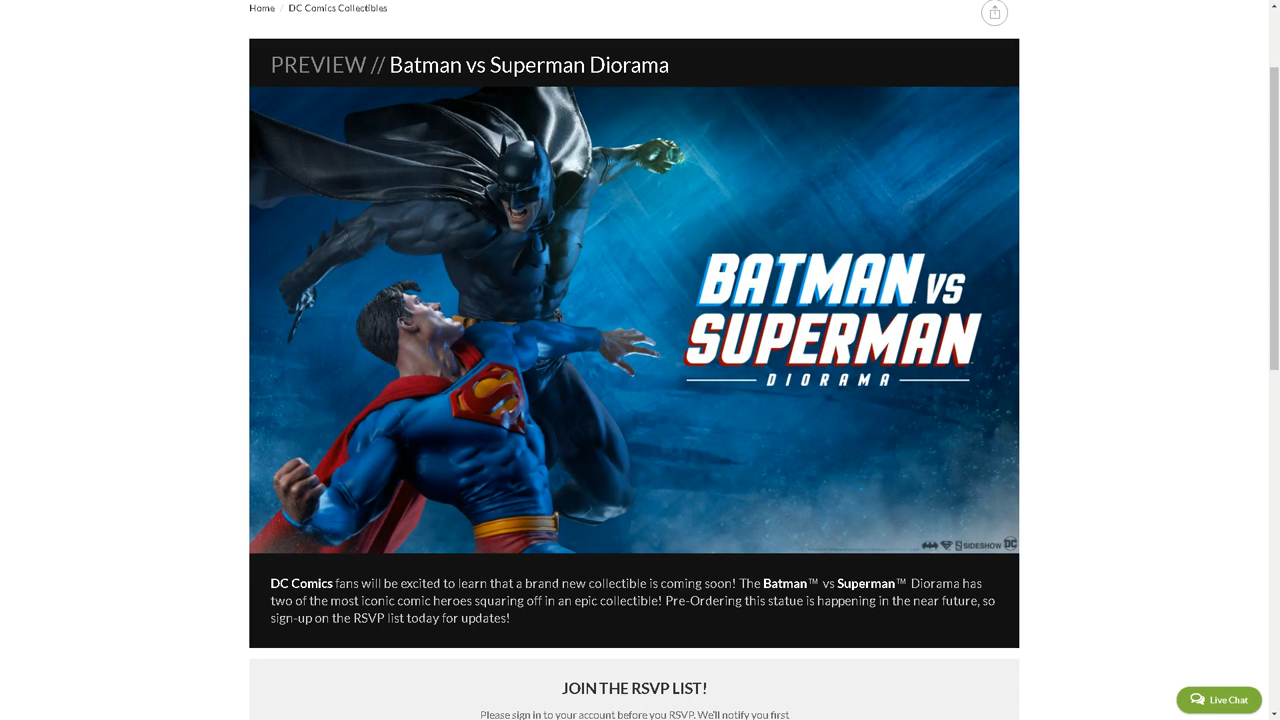 Home / DC Comics Collectibles
PREVIEW // Batman vs Superman Diorama
BATMAN VS
SUPERMAN
DIORAMA
SIDESHOW DC
DC Comics fans will be excited to learn that a brand new collectible is coming soon! The Batman™ vs Superman™ Diorama has
two of the most iconic comic heroes squaring off in an epic collectible! Pre-Ordering this statue is happening in the near future, so
sign-up on the RSVP list today for updates!
JOIN THE RSVP LIST!
Please sign in to your account before you RSVP. We'll notify you first
Live Chat